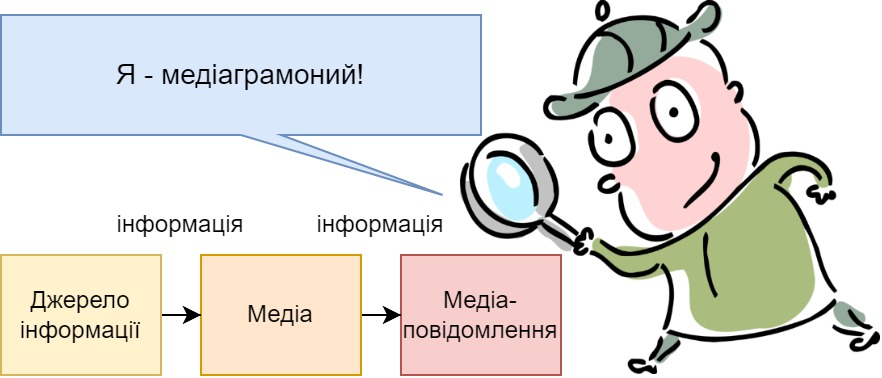 Я - медіаграмоний!
інформація
інформація
Джерело
інформації
Медіа
Медіа-
повідомлення